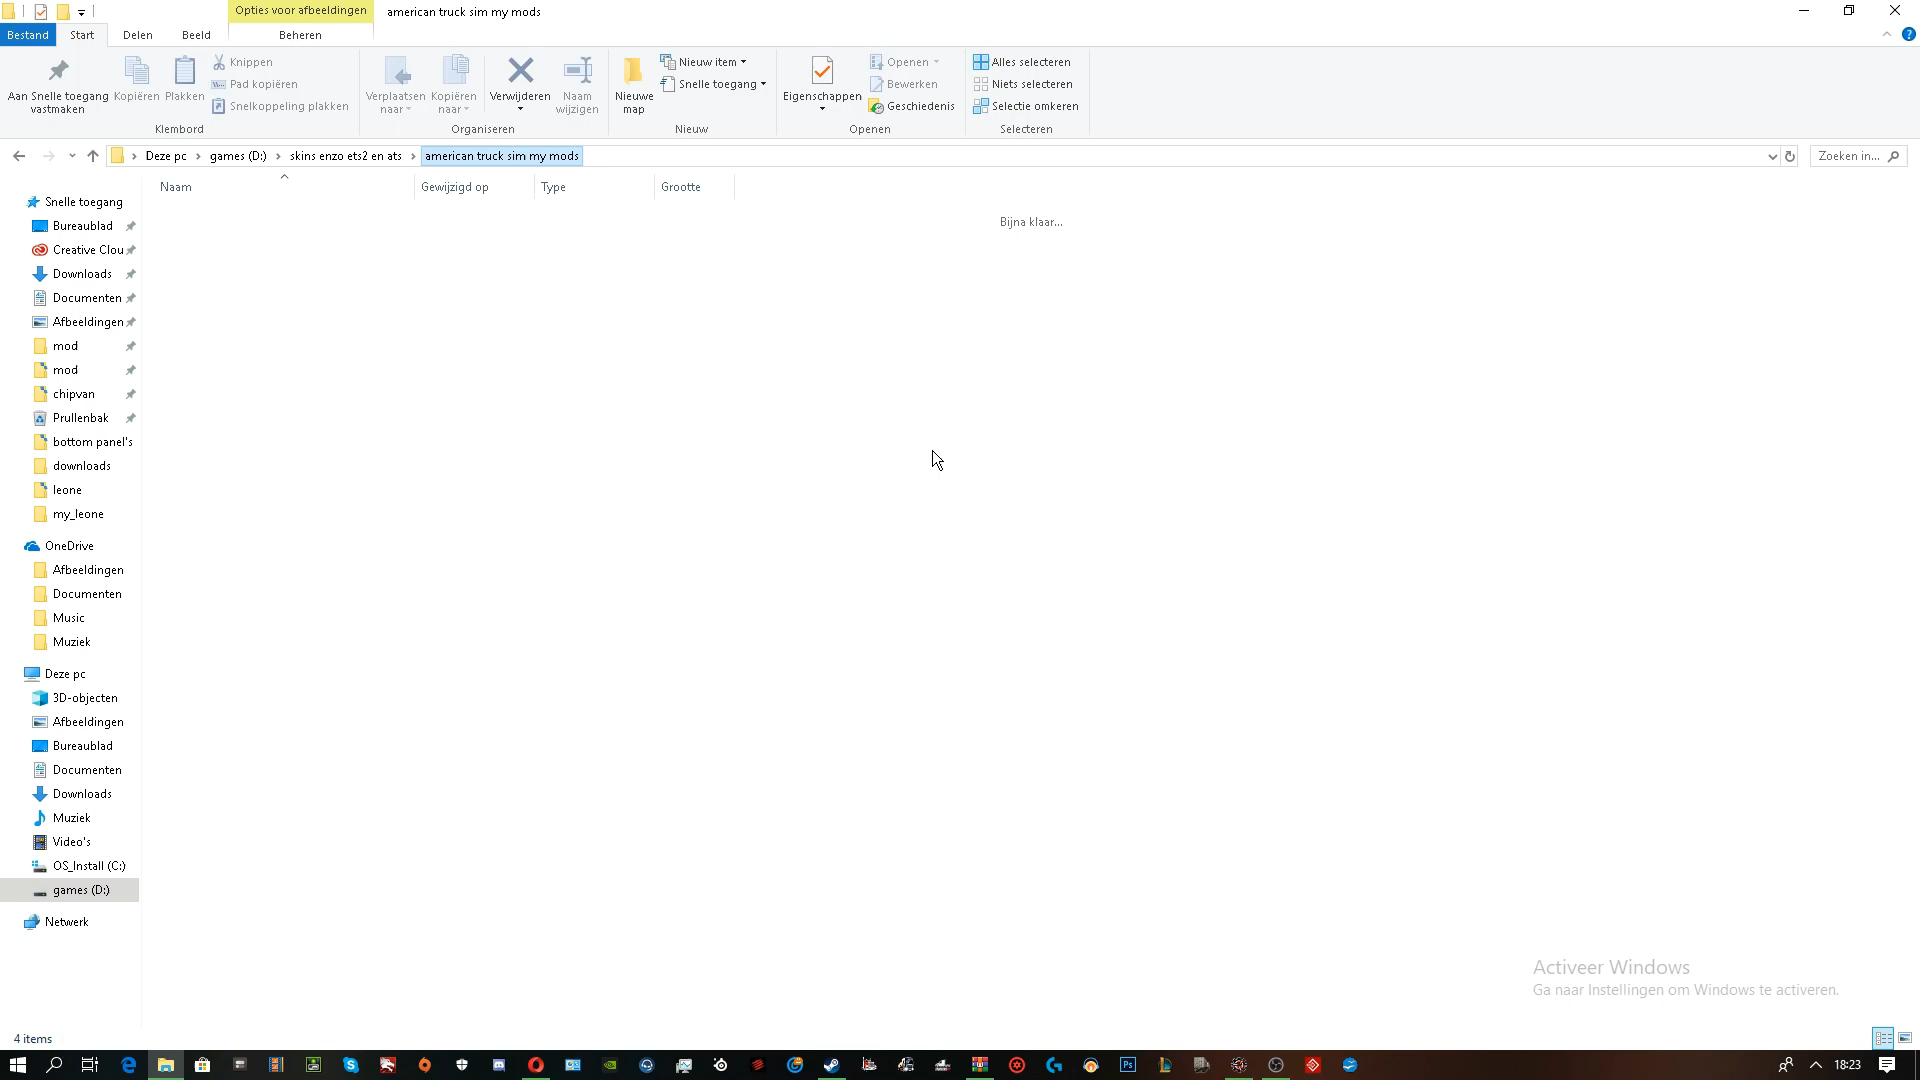 Opties voor afbeeldingen
american truck sim my mods
Bestand
Start
Delen
Beeld
Beheren
Aan Snelle toegang
vastmaken
Kopiëren
Plakken
Knippen
Pad kopiëren
Snelkoppeling plakken
Klembord
Verplaatsen
naar
Kopiëren
naar
Verwijderen
Naam
wijzigen
Organiseren
Nieuwe
map
Nieuw item
Snelle toegang
Nieuw
Eigenschappen
Openen
Bewerken
Geschiedenis
Openen
Alles selecteren
Niets selecteren
Selectie omkeren
Selecteren
Deze pc
games (D:)
skins enzo ets2 en ats
american truck sim my mods
Zoeken in...
Naam
Gewijzigd op
Type
Grootte
Bijna klaar...
Snelle toegang
Bureaublad
Creative Clou
Downloads
Documenten
Afbeeldingen
mod
mod
chipvan
Prullenbak
bottom panel's
downloads
leone
my_leone
OneDrive
Afbeeldingen
Documenten
Music
Muziek
Deze pc
3D-objecten
Afbeeldingen
Bureaublad
Documenten
Downloads
Muziek
Video's
OS_Install (C:)
games (D:)
Netwerk
Activeer Windows
Ga naar Instellingen om Windows te activeren.
4 items
Ps
18:23